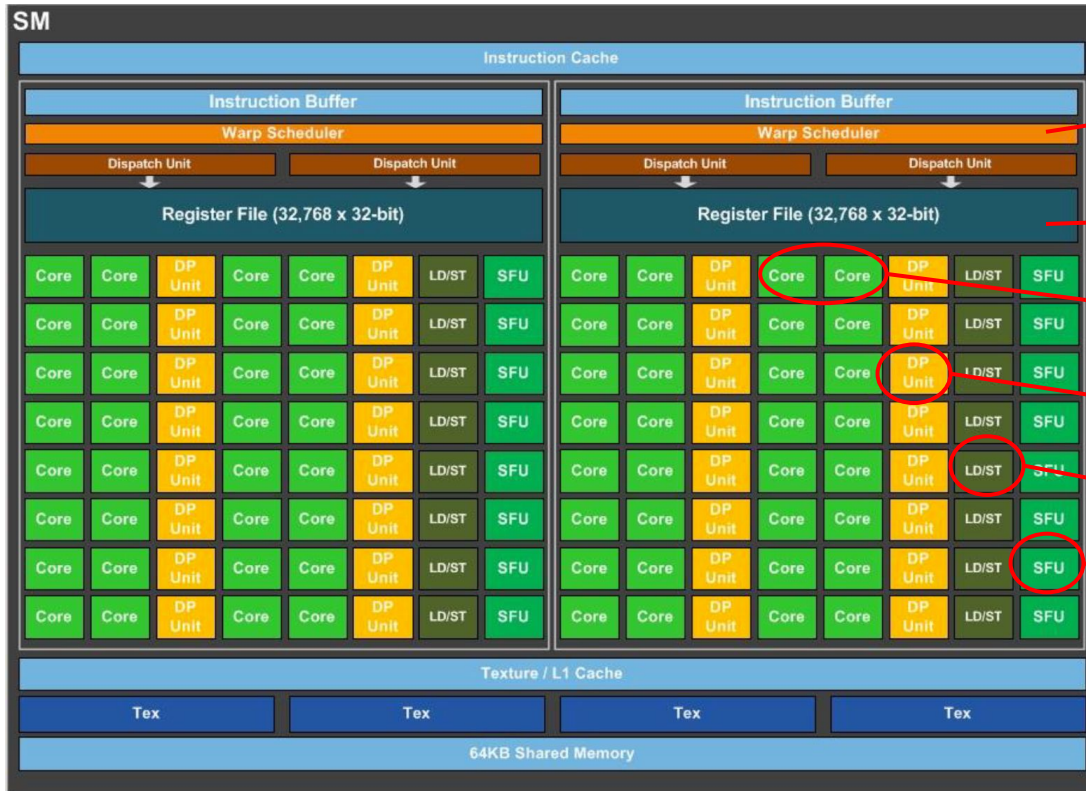 SM
Instruction Cache
Instruction Buffer Instruction Buffer
Warp Scheduler Warp Scheduler
Dispatch Unit Dispatch Unit Dispatch Unit Dispatch Unit
Register File (32,768 x 32-bit) Register File (32,768 x 32-bit)
Core Core DP Unit Core Core DP Unit LD/ST SFU Core Core DP Unit Core Core DP Unit LD/ST SFU
Core Core DP Unit Core Core DP Unit LD/ST SFU Core Core DP Unit Core Core DP Unit LD/ST SFU
Core Core DP Unit Core Core DP Unit LD/ST SFU Core Core DP Unit Core Core DP Unit LD/ST SFU
Core Core DP Unit Core Core DP Unit LD/ST SFU Core Core DP Unit Core Core DP Unit LD/ST SFU
Core Core DP Unit Core Core DP Unit LD/ST SFU Core Core DP Unit Core Core DP Unit LD/ST SFU
Core Core DP Unit Core Core DP Unit LD/ST SFU Core Core DP Unit Core Core DP Unit LD/ST SFU
Core Core DP Unit Core Core DP Unit LD/ST SFU Core Core DP Unit Core Core DP Unit LD/ST SFU
Core Core DP Unit Core Core DP Unit LD/ST SFU Core Core DP Unit Core Core DP Unit LD/ST SFU
Texture / L1 Cache
Tex Tex Tex Tex
64KB Shared Memory